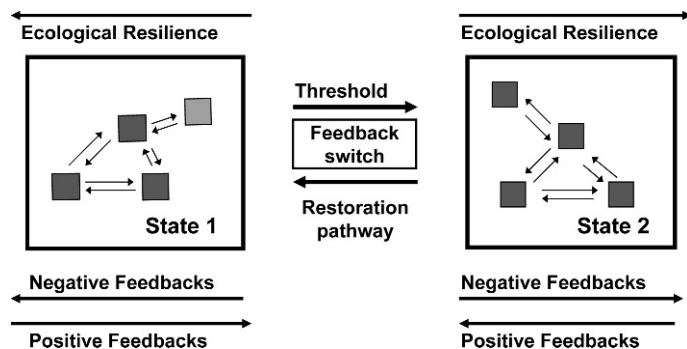 Ecological Resilience
Ecological Resilience
Threshold
Feedback
switch
Restoration
pathway
State 1
State 2
Negative Feedbacks
Negative Feedbacks
Positive Feedbacks
Positive Feedbacks